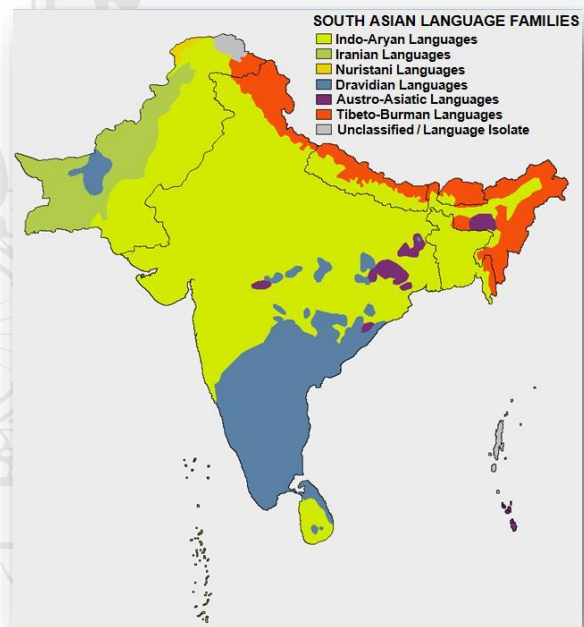 SOUTH ASIAN LANGUAGE FAMILIES
Indo-Aryan Languages
Iranian Languages
Nuristani Languages
Dravidian Languages
Austro-Asiatic Languages
Tibeto-Burman Languages
Unclassified / Language Isolate